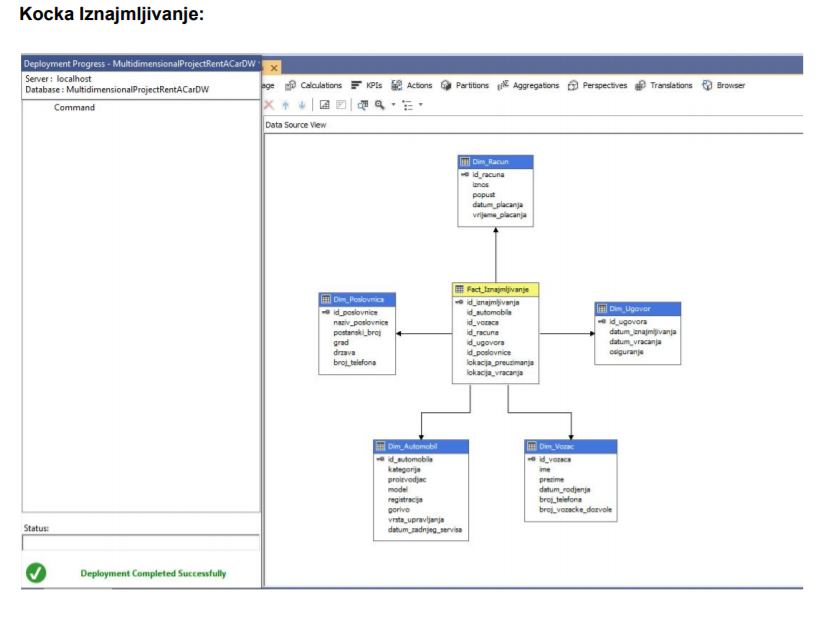 Kocka Iznajmljivanje:
Deployment Progress - MultidimensionalProjectRentACarDW
Server : localhost
Database : MultidimensionalProjectRentACarDW
Command
age Calculations KPIs Actions Partitions Aggregations Perspectives Translations Browser
Data Source View
Dim_Racun
id_racuna
iznos
popust
datum_placanja
vrijeme_placanja
Fact_Iznajmljivanje
id_iznajmljivanja
id_automobila
id_vozaca
id_racuna
id_ugovora
id_poslovnice
lokacija_preuzimanja
lokacija_vracanja
Dim_Poslovnica
id_poslovnice
naziv_poslovnice
postanski_broj
grad
drzava
broj_telefona
Dim_Ugovor
id_ugovora
datum_iznajmljivanja
datum_vracanja
osiguranje
Dim_Automobil
id_automobila
kategorija
proizvodjac
model
registracija
gorivo
vrsta_upravljanja
datum_zadnjeg_servisa
Dim_Vozac
id_vozaca
ime
prezime
datum_rodjenja
broj_telefona
broj_vozacke_dozvole
Status:
Deployment Completed Successfully